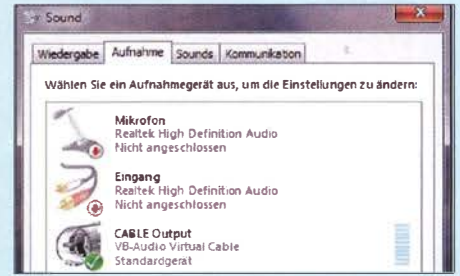 Sound
Wiedergabe Aufnahme Sounds Kommunikation
Wählen Sie ein Aufnahmegerät aus, um die Einstellungen zu ändern:
Mikrofon
Realtek High Definition Audio
Nicht angeschlossen
Eingang
Realtek High Definition Audio
Nicht angeschlossen
CABLE Output
VB-Audio Virtual Cable
Standardgerät